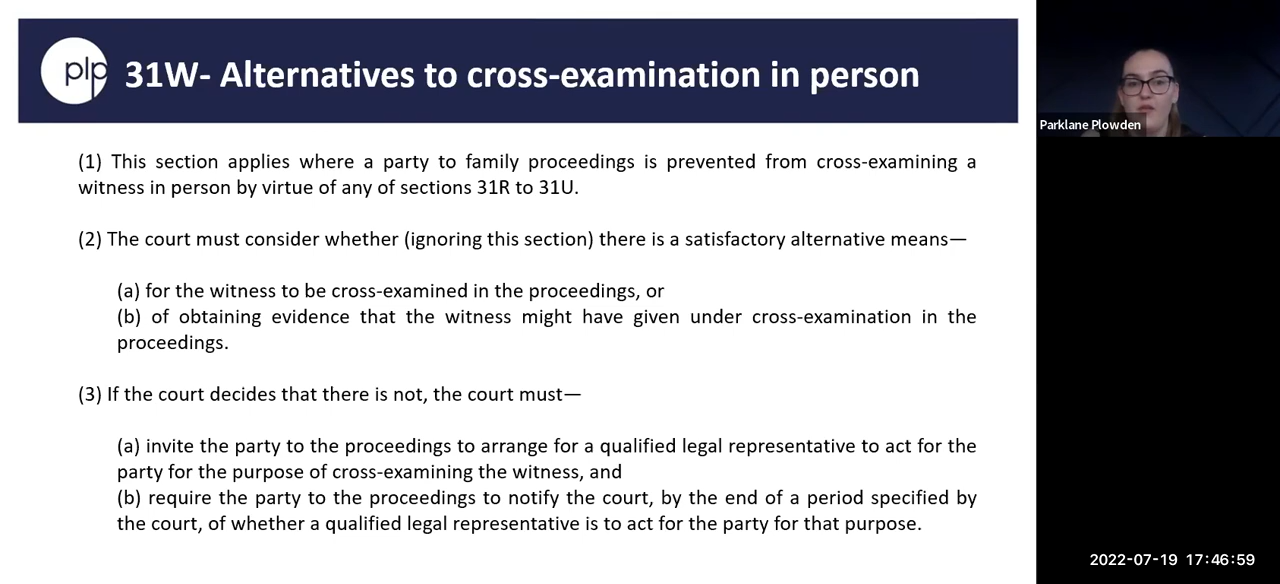 plp
31W- Alternatives to cross-examination in person
Parklane Plowden
(1) This section applies where a party to family proceedings is prevented from cross-examining a
witness in person by virtue of any of sections 31R to 31U.
(2) The court must consider whether (ignoring this section) there is a satisfactory alternative means—
(a) for the witness to be cross-examined in the proceedings, or
(b) of obtaining evidence that the witness might have given under cross-examination in the
proceedings.
(3) If the court decides that there is not, the court must—
(a) invite the party to the proceedings to arrange for a qualified legal representative to act for the
party for the purpose of cross-examining the witness, and
(b) require the party to the proceedings to notify the court, by the end of a period specified by
the court, of whether a qualified legal representative is to act for the party for that purpose.
2022-07-19 17:46:59